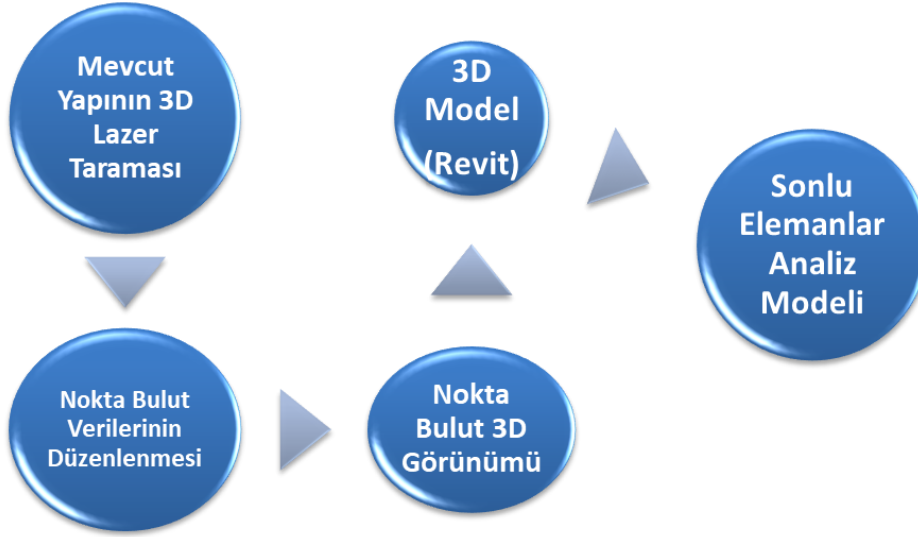 Mevcut
Yapının 3D
Lazer
Taraması
Nokta Bulut
Verilerinin
Düzenlenmesi
Nokta
Bulut 3D
Görünümü
3D
Model
(Revit)
Sonlu
Elemanlar
Analiz
Modeli